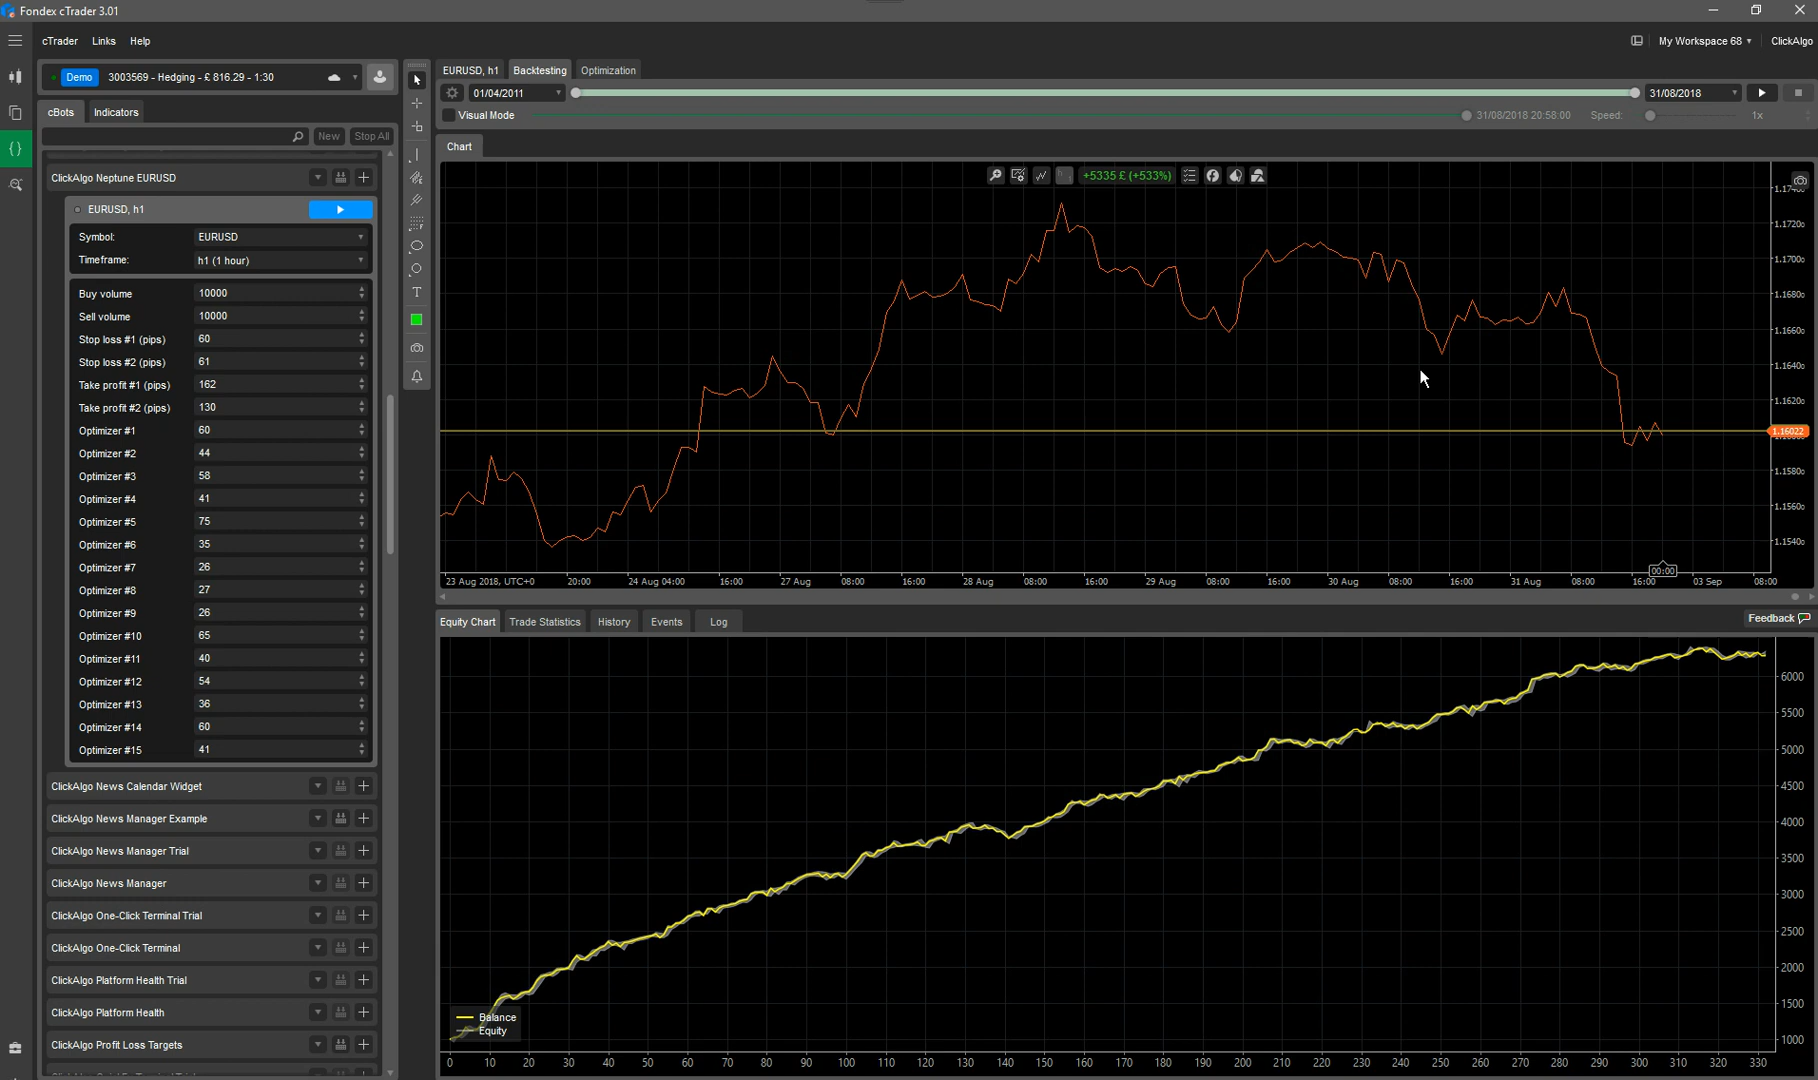 Fondex cTrader 3.01
cTrader Links Help
My Workspace 68 ClickAlgo
Demo 3003569 - Hedging - £ 816.29 - 1:30
cBots Indicators
New Stop All
ClickAlgo Neptune EURUSD
EURUSD, h1
Symbol: EURUSD
Timeframe: h1 (1 hour)
Buy volume 10000
Sell volume 10000
Stop loss #1 (pips) 60
Stop loss #2 (pips) 61
Take profit #1 (pips) 162
Take profit #2 (pips) 130
Optimizer #1 60
Optimizer #2 44
Optimizer #3 58
Optimizer #4 41
Optimizer #5 75
Optimizer #6 35
Optimizer #7 26
Optimizer #8 27
Optimizer #9 26
Optimizer #10 65
Optimizer #11 40
Optimizer #12 54
Optimizer #13 36
Optimizer #14 60
Optimizer #15 41
ClickAlgo News Calendar Widget
ClickAlgo News Manager Example
ClickAlgo News Manager Trial
ClickAlgo News Manager
ClickAlgo One-Click Terminal Trial
ClickAlgo One-Click Terminal
ClickAlgo Platform Health Trial
ClickAlgo Platform Health
ClickAlgo Profit Loss Targets
EURUSD, h1 Backtesting Optimization
01/04/2011 31/08/2018
Visual Mode 31/08/2018 20:58:00 Speed: 1x
Chart
+5335 £ (+533%)
1.1720
1.1700
1.1680
1.1660
1.1640
1.1620
1.16022
1.1580
1.1560
1.1540
00:00
23 Aug 2018, UTC+0 20:00 24 Aug 04:00 16:00 27 Aug 08:00 16:00 28 Aug 08:00 16:00 29 Aug 08:00 16:00 30 Aug 08:00 16:00 31 Aug 08:00 16:00 03 Sep 08:00
Equity Chart Trade Statistics History Events Log
Feedback
6000
5500
5000
4500
4000
3500
3000
2500
2000
1500
1000
Balance
Equity
0 10 20 30 40 50 60 70 80 90 100 110 120 130 140 150 160 170 180 190 200 210 220 230 240 250 260 270 280 290 300 310 320 330